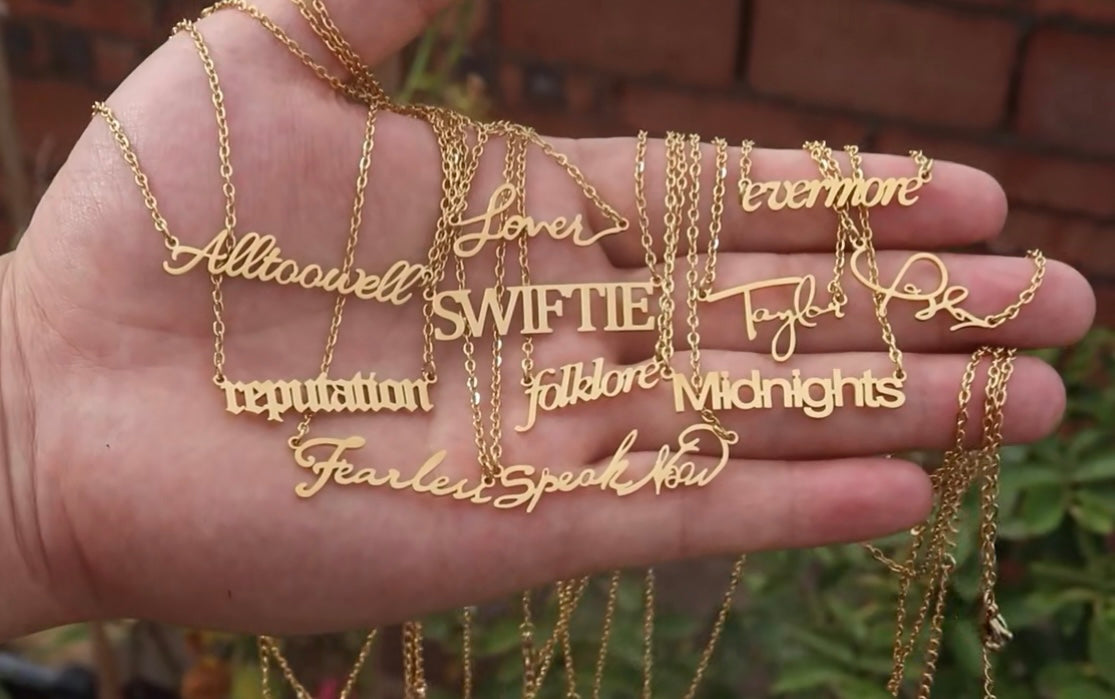 evermore
Lover
Alltoowell
SWIFTIE
Taylor
reputation
folklore
Midnights
Fearless
Speak Now